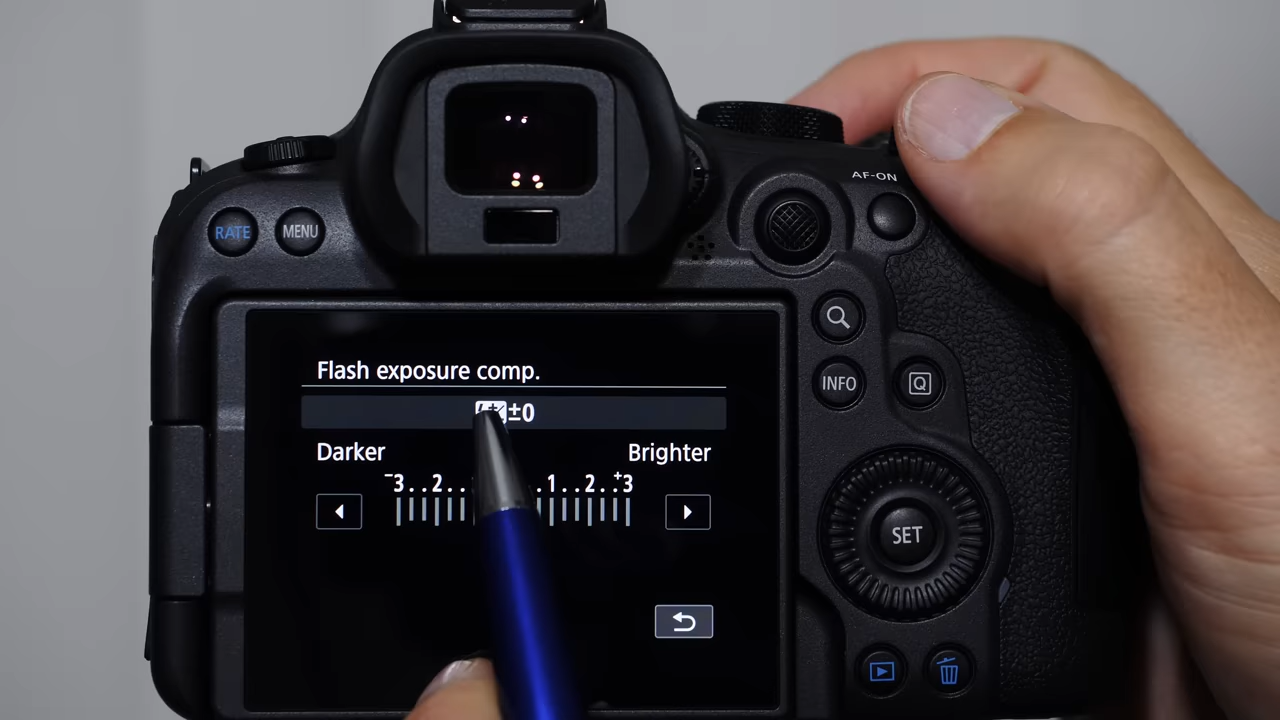 AF-ON
RATE
MENU
INFO
Q
Flash exposure comp.
±0
Darker
Brighter
-3..2.. .1..2..+3
SET